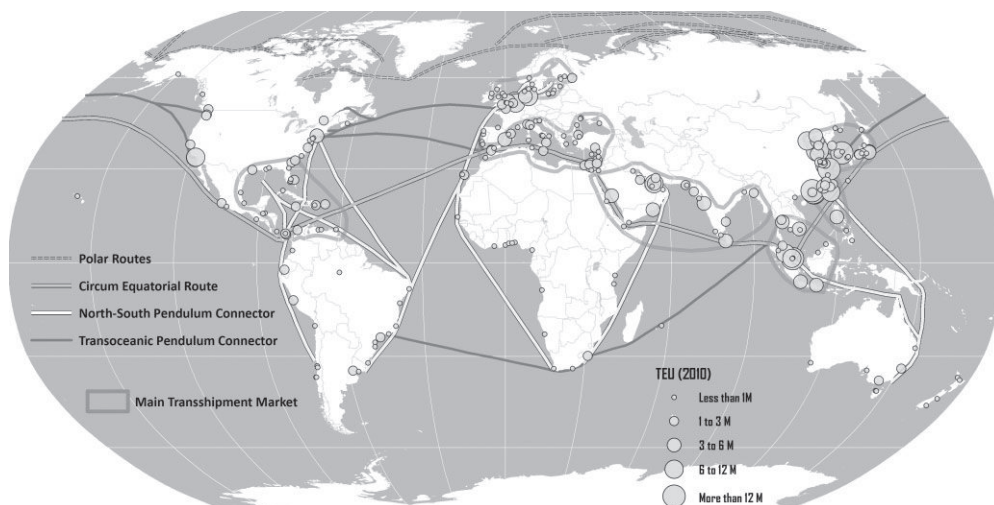 Polar Routes
Circum Equatorial Route
North-South Pendulum Connector
Transoceanic Pendulum Connector
Main Transshipment Market
TEU (2010)
Less than 1M
1 to 3 M
3 to 6 M
6 to 12 M
More than 12 M